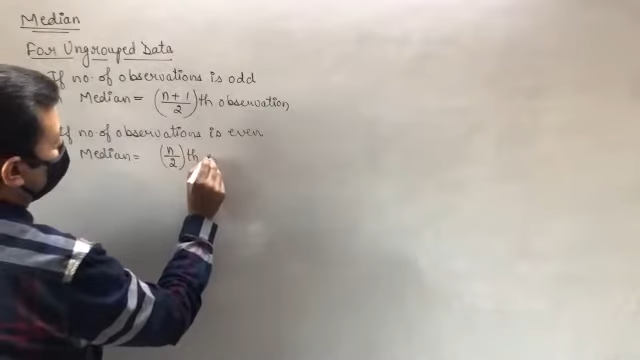 Median
For Ungrouped Data
If no. of observations is odd
Median = (n+1/2)th observation
If no. of observations is even
Median = (n/2)th